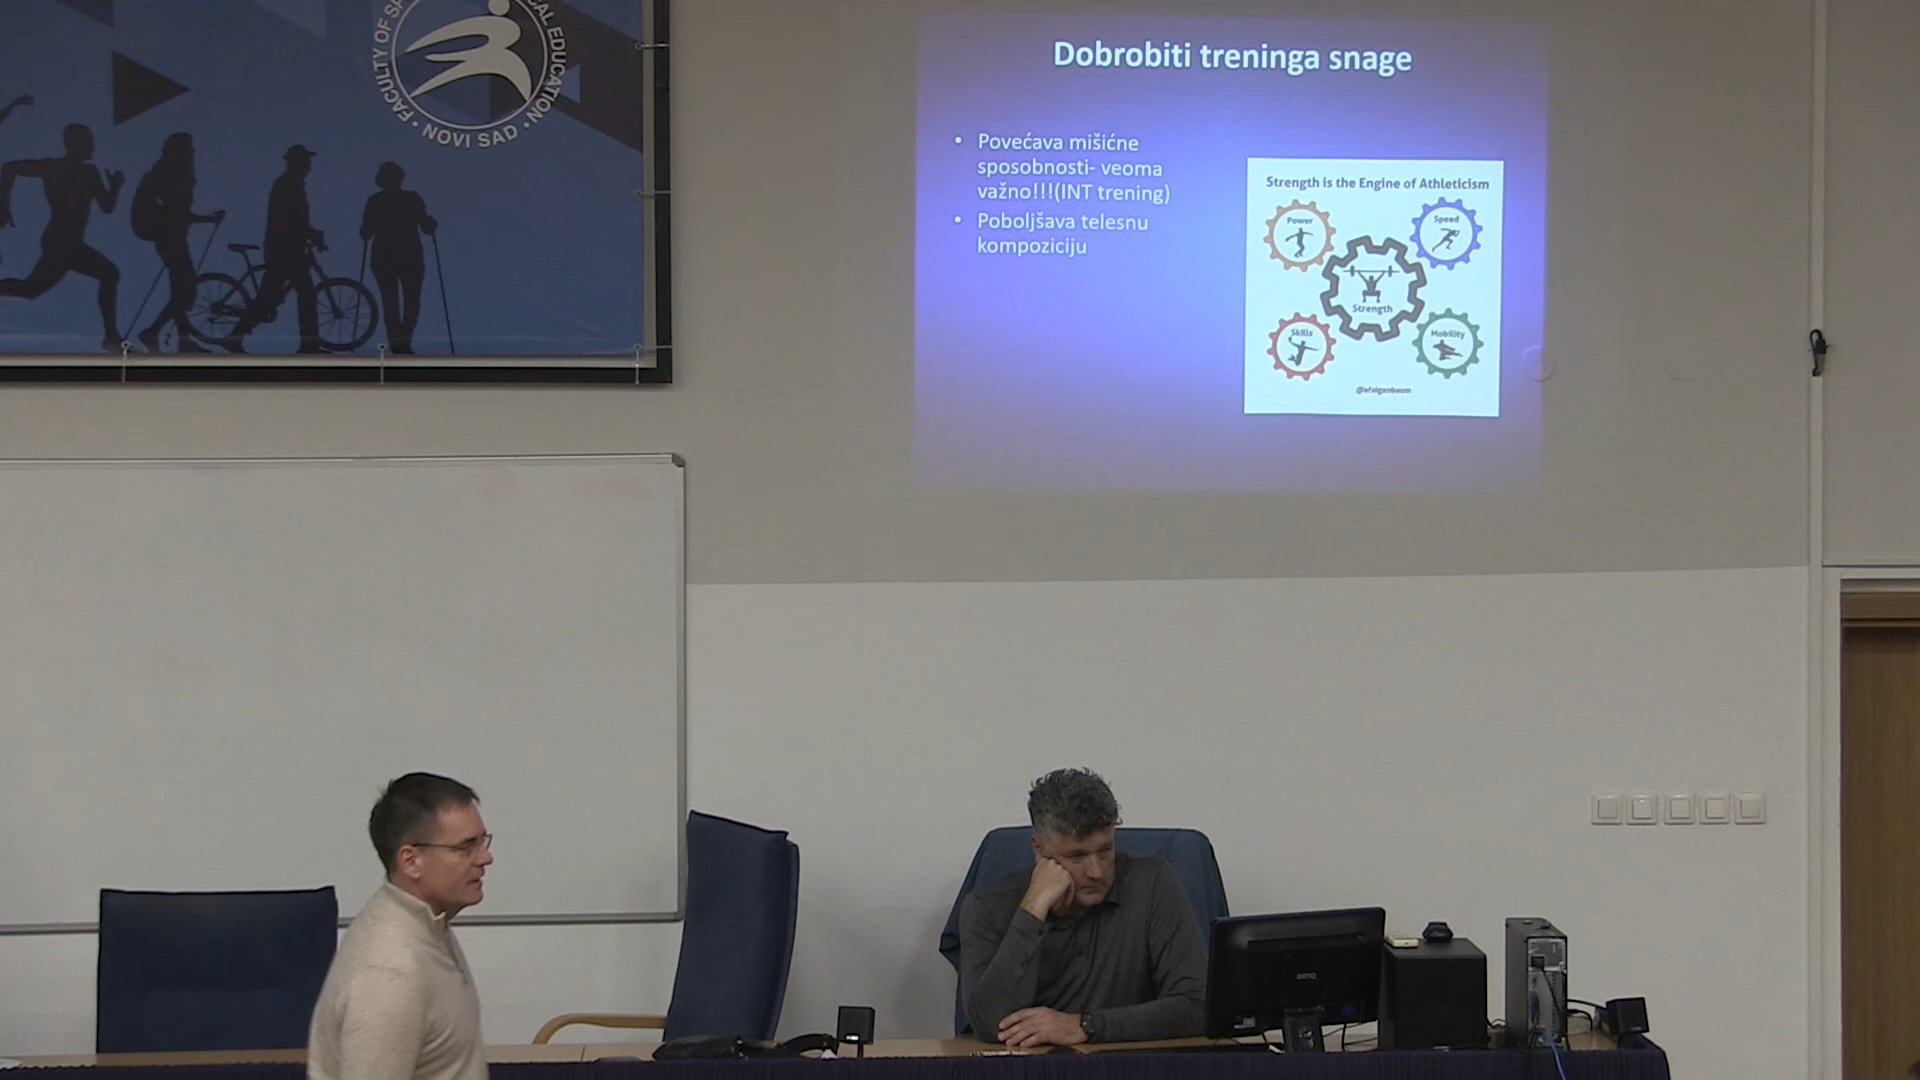 FACULTY OF SP
CAL EDUCATION
• NOVI SAD •
Dobrobiti treninga snage
• Povećava mišićne
sposobnosti- veoma
važno!!!(INT trening)
• Poboljšava telesnu
kompoziciju
Strength is the Engine of Athleticism
Power
Speed
Strength
Skills
Mobility
@afaigenbaum
BenQ